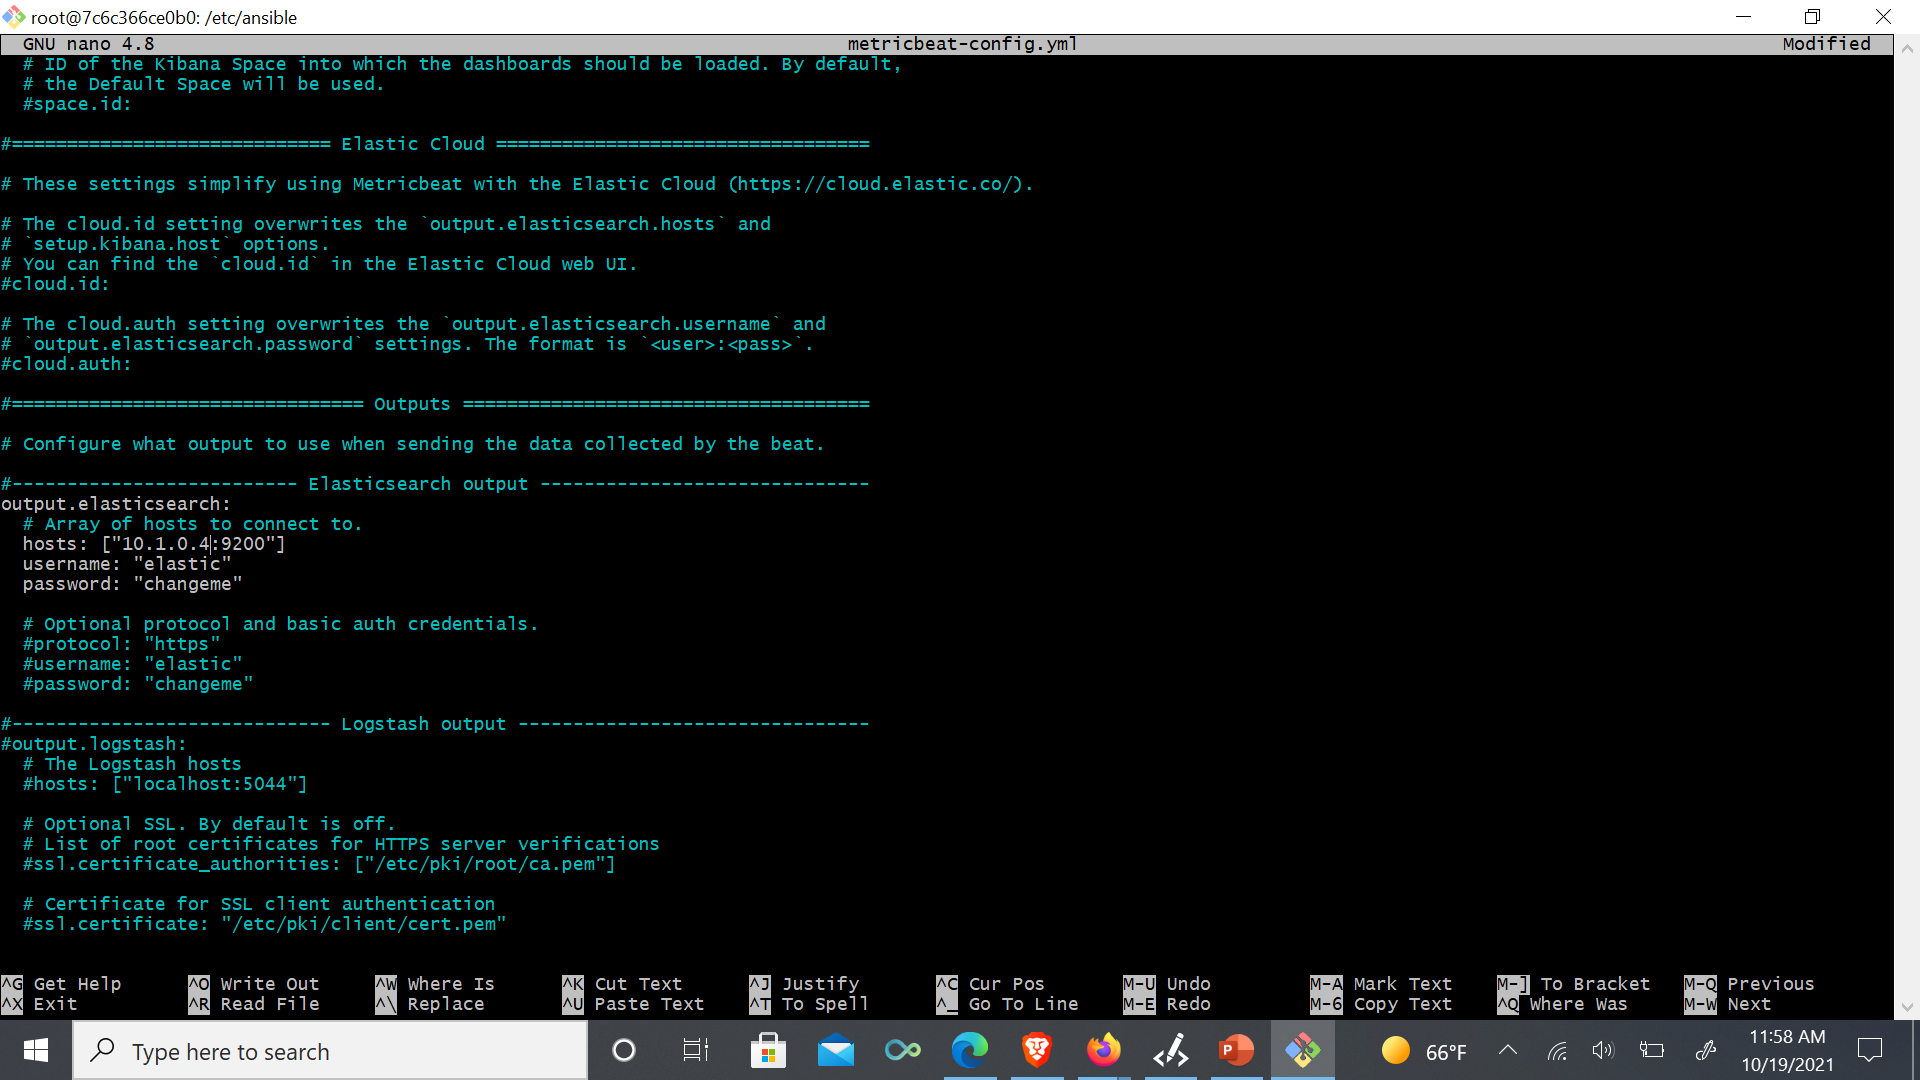 root@7c6c366ce0b0: /etc/ansible
GNU nano 4.8 metricbeat-config.yml Modified
# ID of the Kibana Space into which the dashboards should be loaded. By default,
# the Default Space will be used.
#space.id:
#============================= Elastic Cloud ==================================
# These settings simplify using Metricbeat with the Elastic Cloud (https://cloud.elastic.co/).
# The cloud.id setting overwrites the `output.elasticsearch.hosts` and
# `setup.kibana.host` options.
# You can find the `cloud.id` in the Elastic Cloud web UI.
#cloud.id:
# The cloud.auth setting overwrites the `output.elasticsearch.username` and
# `output.elasticsearch.password` settings. The format is `<user>:<pass>`.
#cloud.auth:
#================================ Outputs =====================================
# Configure what output to use when sending the data collected by the beat.
#-------------------------- Elasticsearch output ------------------------------
output.elasticsearch:
# Array of hosts to connect to.
hosts: ["10.1.0.4:9200"]
username: "elastic"
password: "changeme"
# Optional protocol and basic auth credentials.
#protocol: "https"
#username: "elastic"
#password: "changeme"
#----------------------------- Logstash output --------------------------------
#output.logstash:
# The Logstash hosts
#hosts: ["localhost:5044"]
# Optional SSL. By default is off.
# List of root certificates for HTTPS server verifications
#ssl.certificate_authorities: ["/etc/pki/root/ca.pem"]
# Certificate for SSL client authentication
#ssl.certificate: "/etc/pki/client/cert.pem"
^G Get Help ^O Write Out ^W Where Is ^K Cut Text ^J Justify ^C Cur Pos M-U Undo M-A Mark Text M-] To Bracket M-Q Previous
^X Exit ^R Read File ^\ Replace ^U Paste Text ^T To Spell ^_ Go To Line M-E Redo M-6 Copy Text ^Q Where Was M-W Next
Type here to search
66°F
11:58 AM
10/19/2021